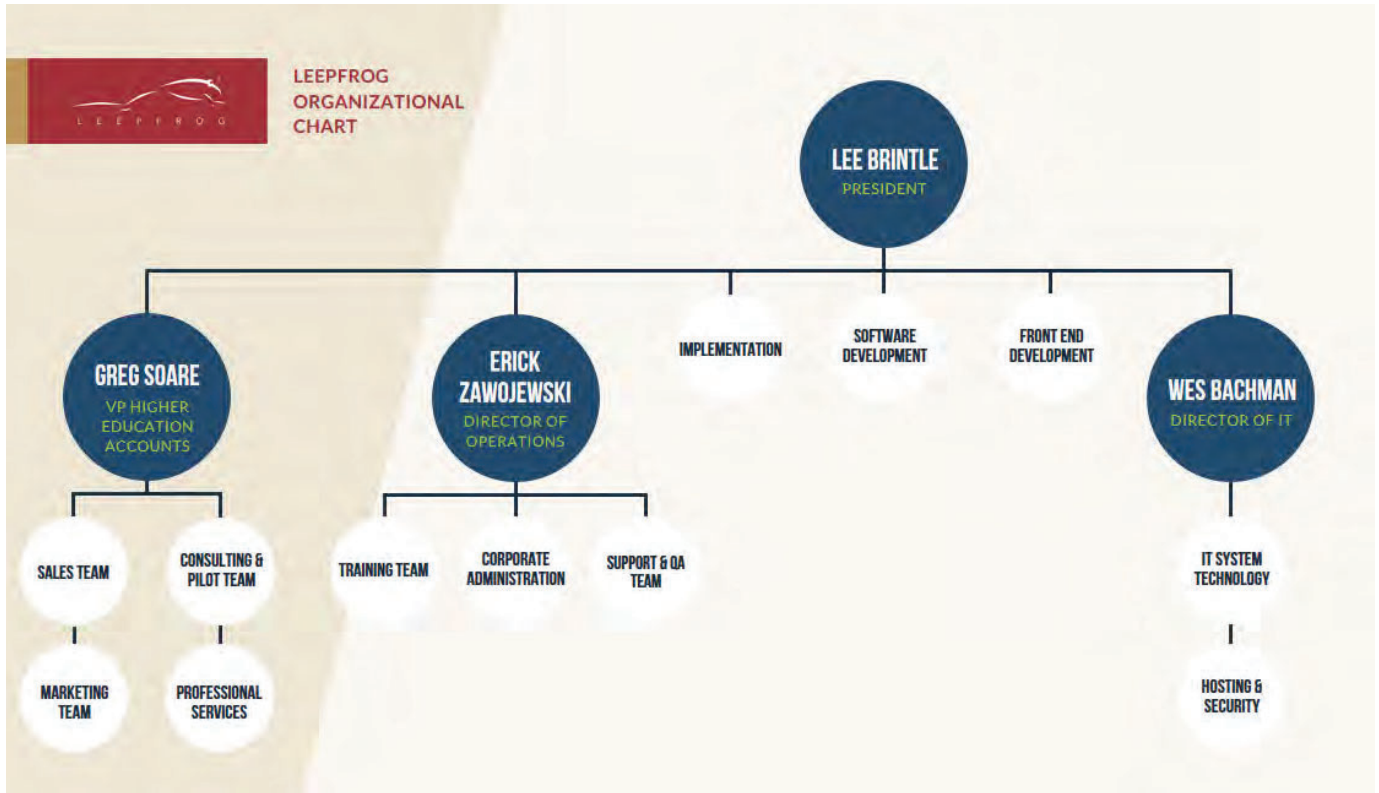 LEEPFROG
LEEPFROG
ORGANIZATIONAL
CHART
LEE BRINTLE
PRESIDENT
GREG SOARE
VP HIGHER
EDUCATION
ACCOUNTS
ERICK
ZAWOJEWSKI
DIRECTOR OF
OPERATIONS
IMPLEMENTATION
SOFTWARE
DEVELOPMENT
FRONT END
DEVELOPMENT
WES BACHMAN
DIRECTOR OF IT
SALES TEAM
CONSULTING &
PILOT TEAM
TRAINING TEAM
CORPORATE
ADMINISTRATION
SUPPORT & QA
TEAM
IT SYSTEM
TECHNOLOGY
MARKETING
TEAM
PROFESSIONAL
SERVICES
HOSTING &
SECURITY